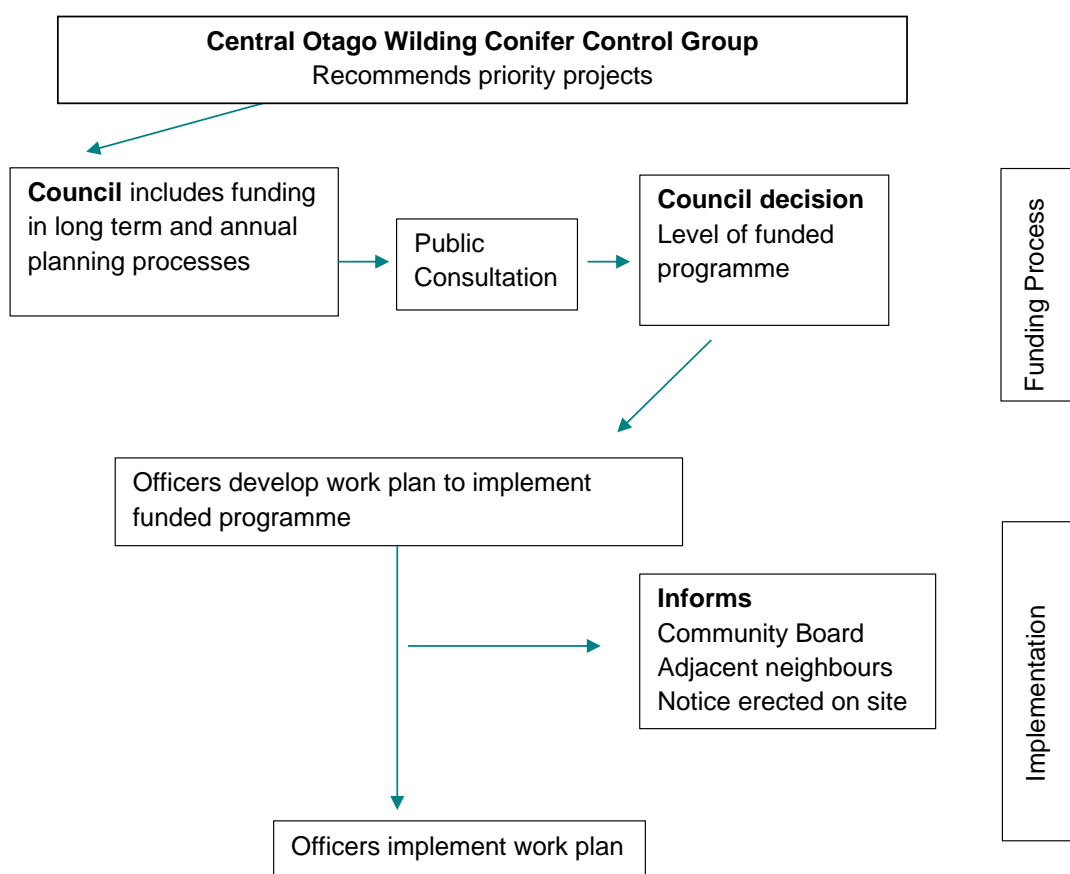 Central Otago Wilding Conifer Control Group
Recommends priority projects
Council includes funding
in long term and annual
planning processes
Public
Consultation
Council decision
Level of funded
programme
Funding Process
Officers develop work plan to implement
funded programme
Informs
Community Board
Adjacent neighbours
Notice erected on site
Implementation
Officers implement work plan